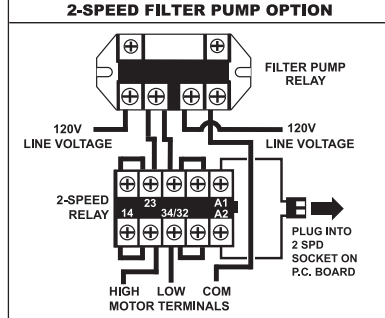 2-SPEED FILTER PUMP OPTION
FILTER PUMP
RELAY
120V
LINE VOLTAGE
120V
LINE VOLTAGE
2-SPEED
RELAY
23
A1
14
34/32
A2
PLUG INTO
2 SPD
SOCKET ON
P.C. BOARD
HIGH LOW COM
MOTOR TERMINALS